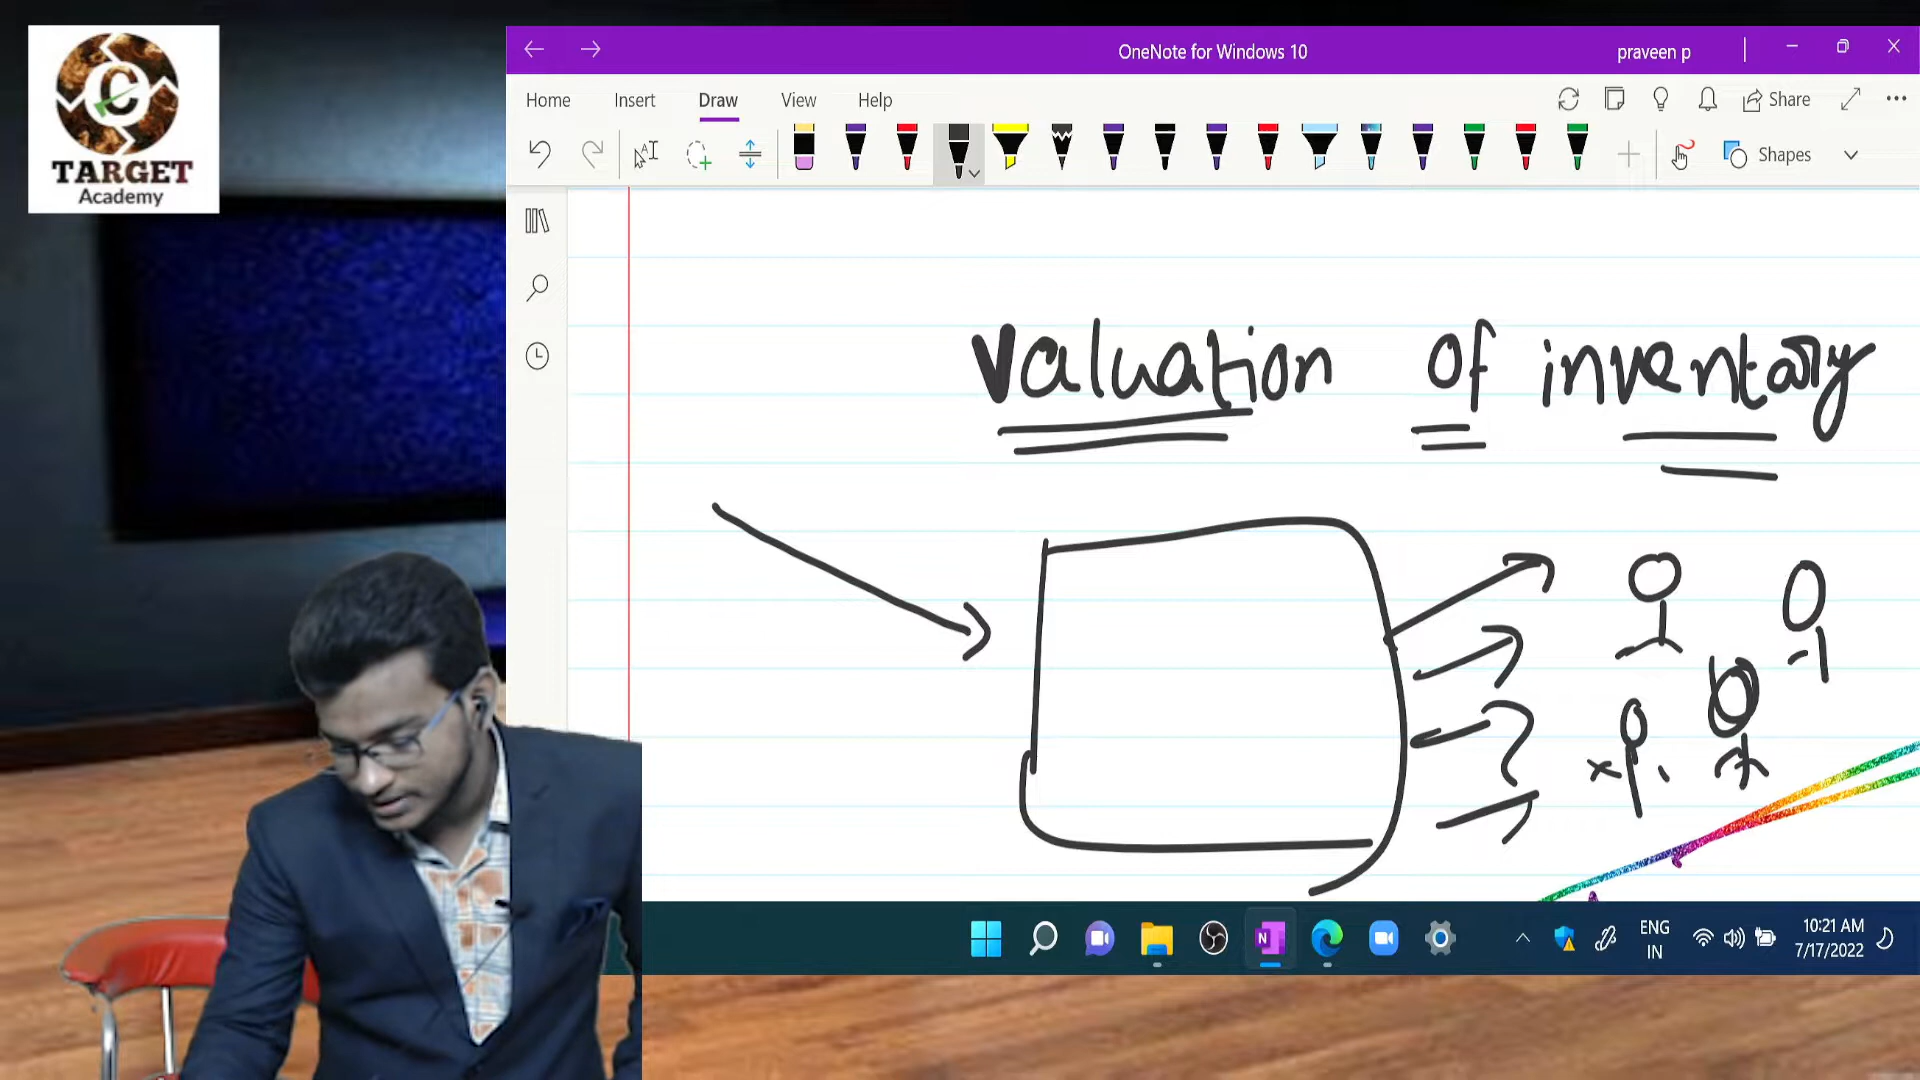 TARGET
Academy
OneNote for Windows 10
praveen p
Home Insert Draw View Help
Share
Shapes
Valuation of inventory
ENG
IN
10:21 AM
7/17/2022